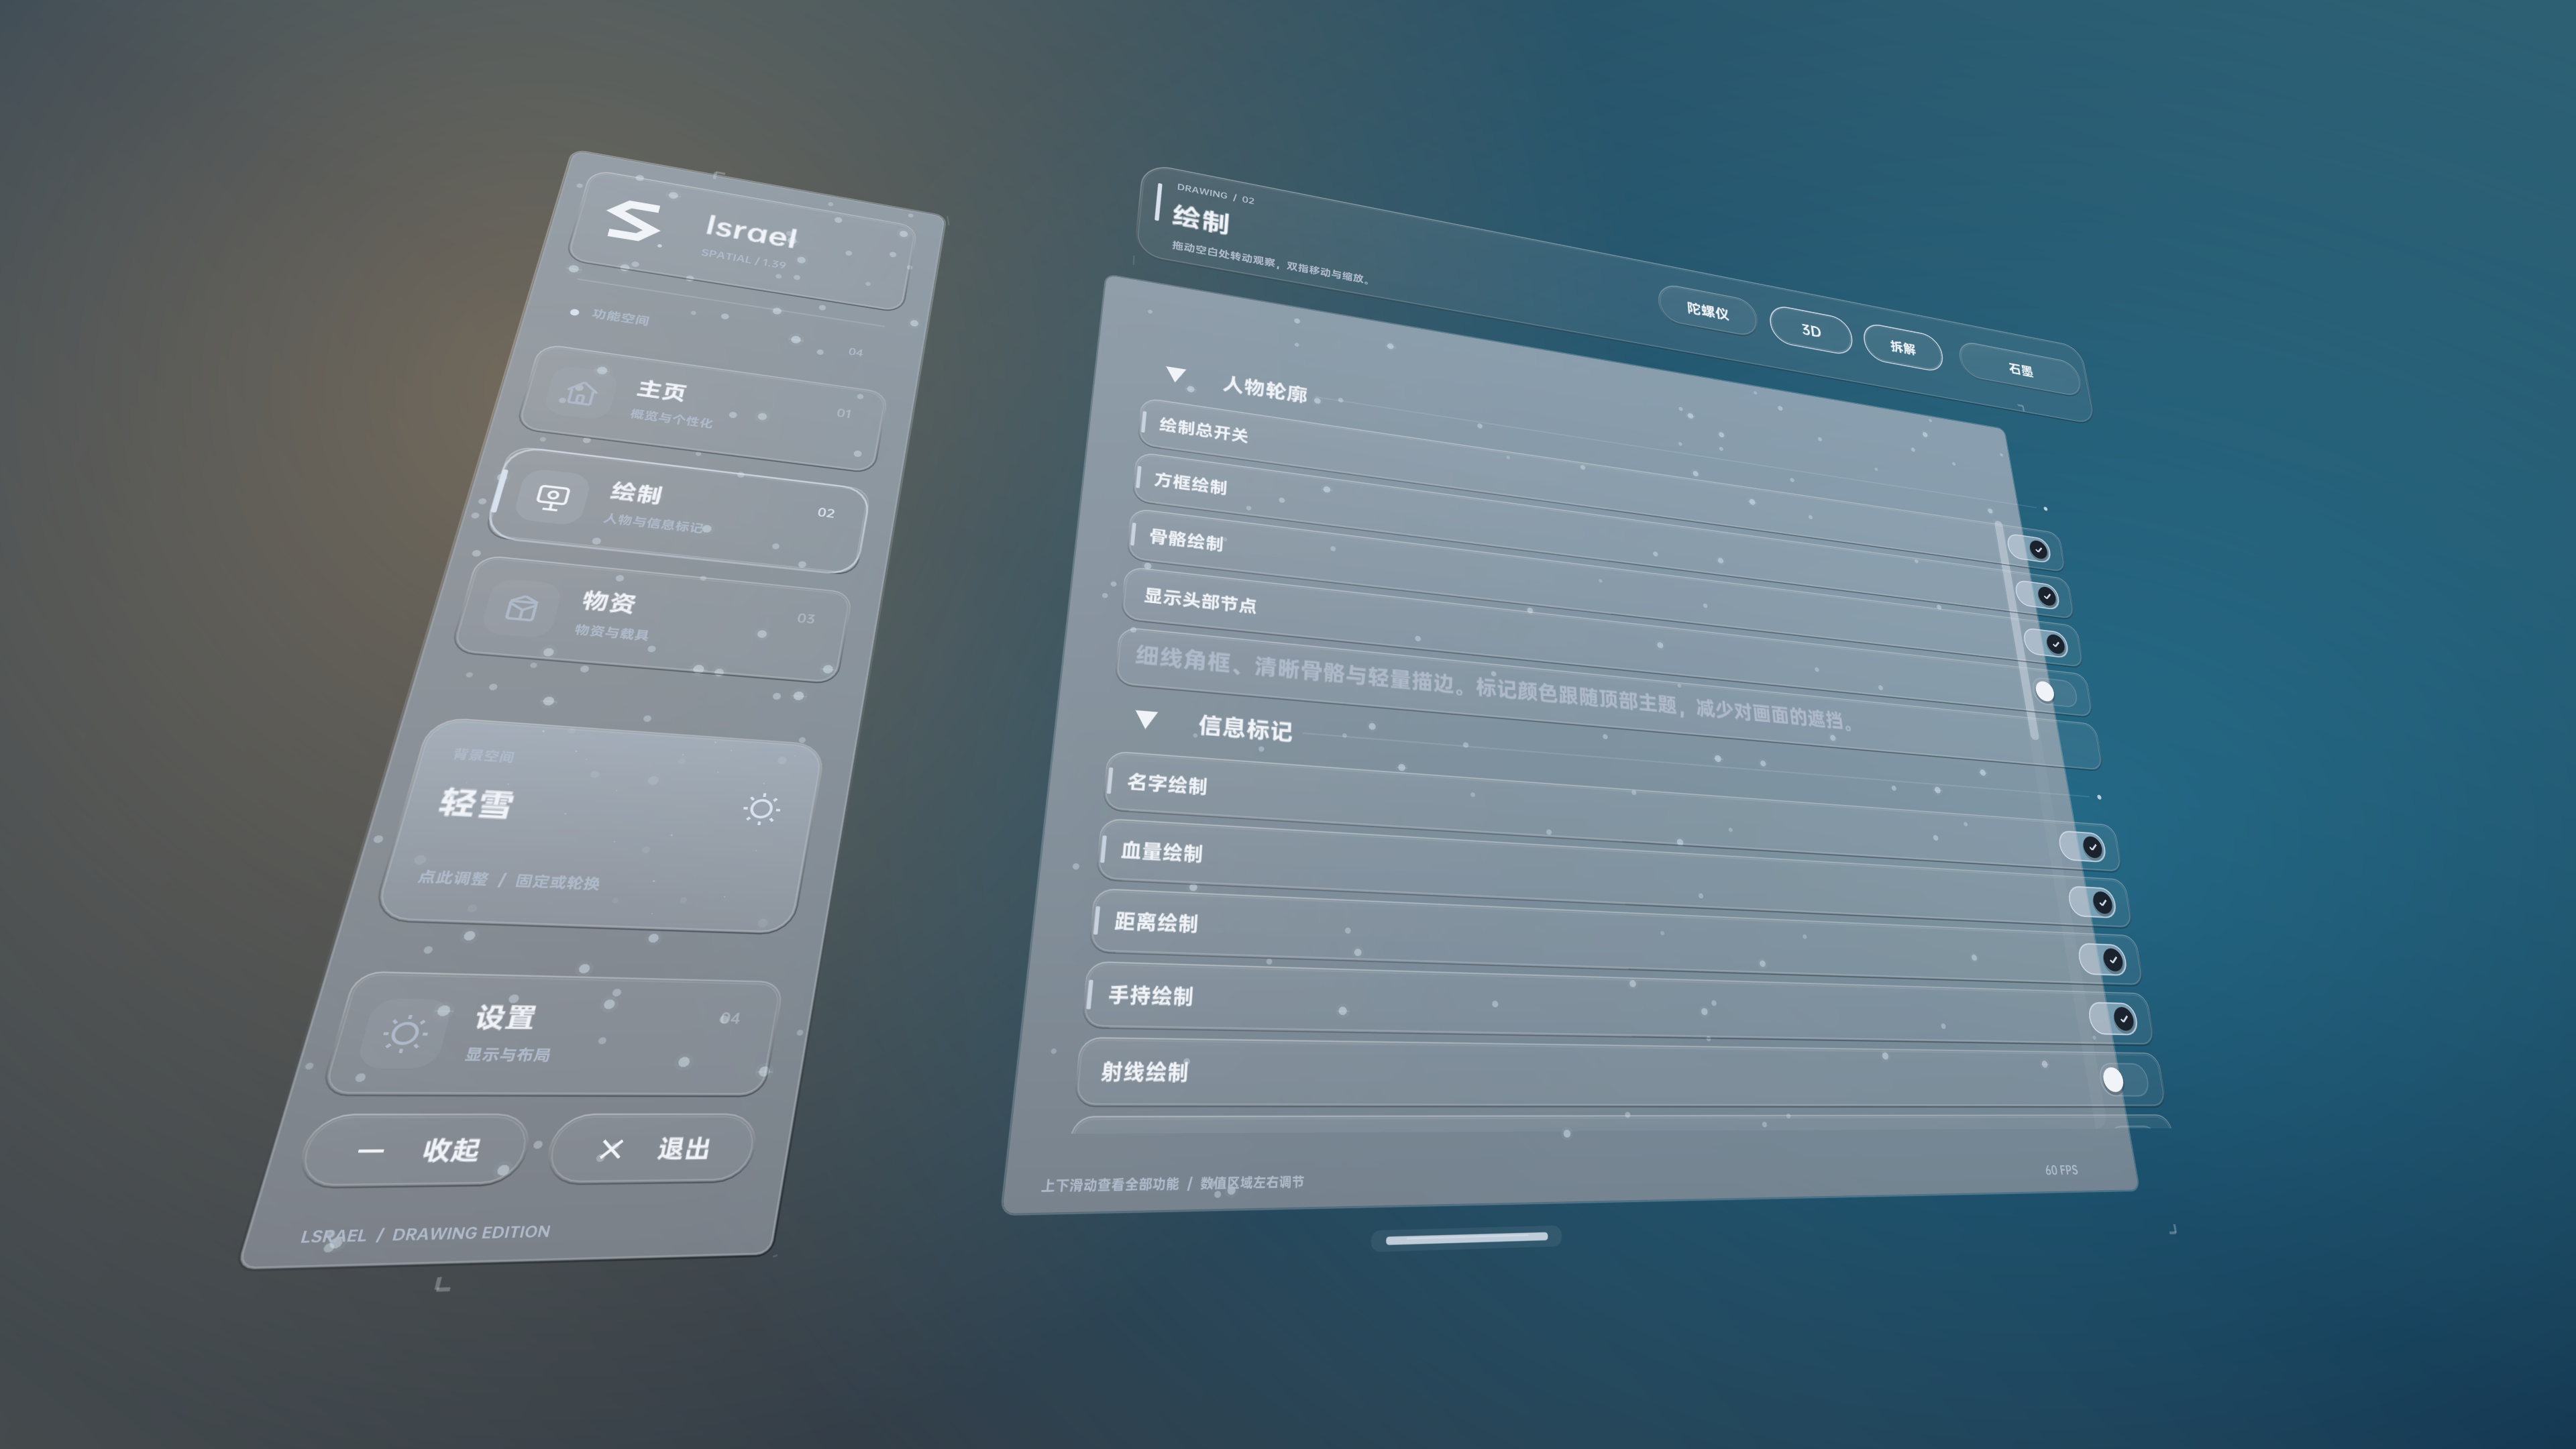 Israel
SPATIAL / 1.39
功能空间
04
主页
概览与个性化
01
绘制
人物与信息标记
02
物资
物资与载具
03
背景空间
轻雪
点此调整 / 固定或轮换
设置
显示与布局
04
收起
退出
LSRAEL / DRAWING EDITION
DRAWING / 02
绘制
拖动空白处转动观察，双指移动与缩放。
陀螺仪
3D
拆解
石墨
人物轮廓
绘制总开关
方框绘制
骨骼绘制
显示头部节点
细线角框、清晰骨骼与轻量描边。标记颜色跟随顶部主题，减少对画面的遮挡。
信息标记
名字绘制
血量绘制
距离绘制
手持绘制
射线绘制
上下滑动查看全部功能 / 数值区域左右调节
60 FPS